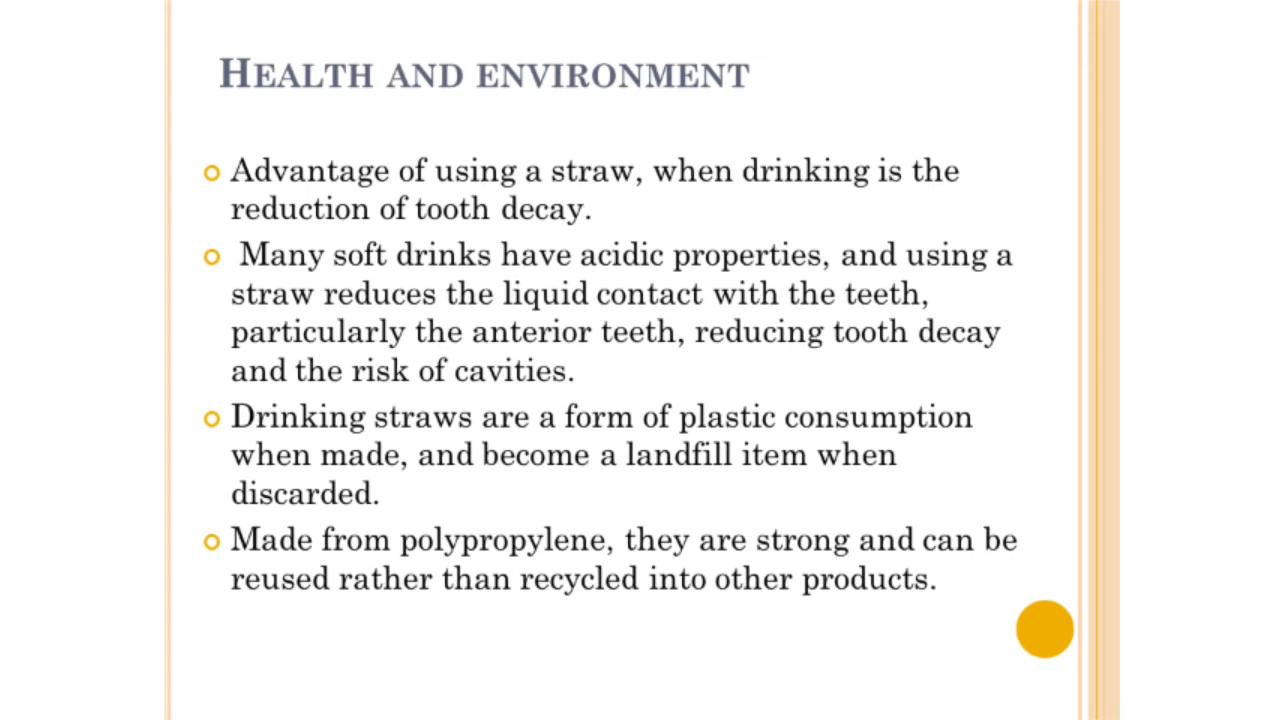 HEALTH AND ENVIRONMENT
Advantage of using a straw, when drinking is the
reduction of tooth decay.
Many soft drinks have acidic properties, and using a
straw reduces the liquid contact with the teeth,
particularly the anterior teeth, reducing tooth decay
and the risk of cavities.
Drinking straws are a form of plastic consumption
when made, and become a landfill item when
discarded.
Made from polypropylene, they are strong and can be
reused rather than recycled into other products.